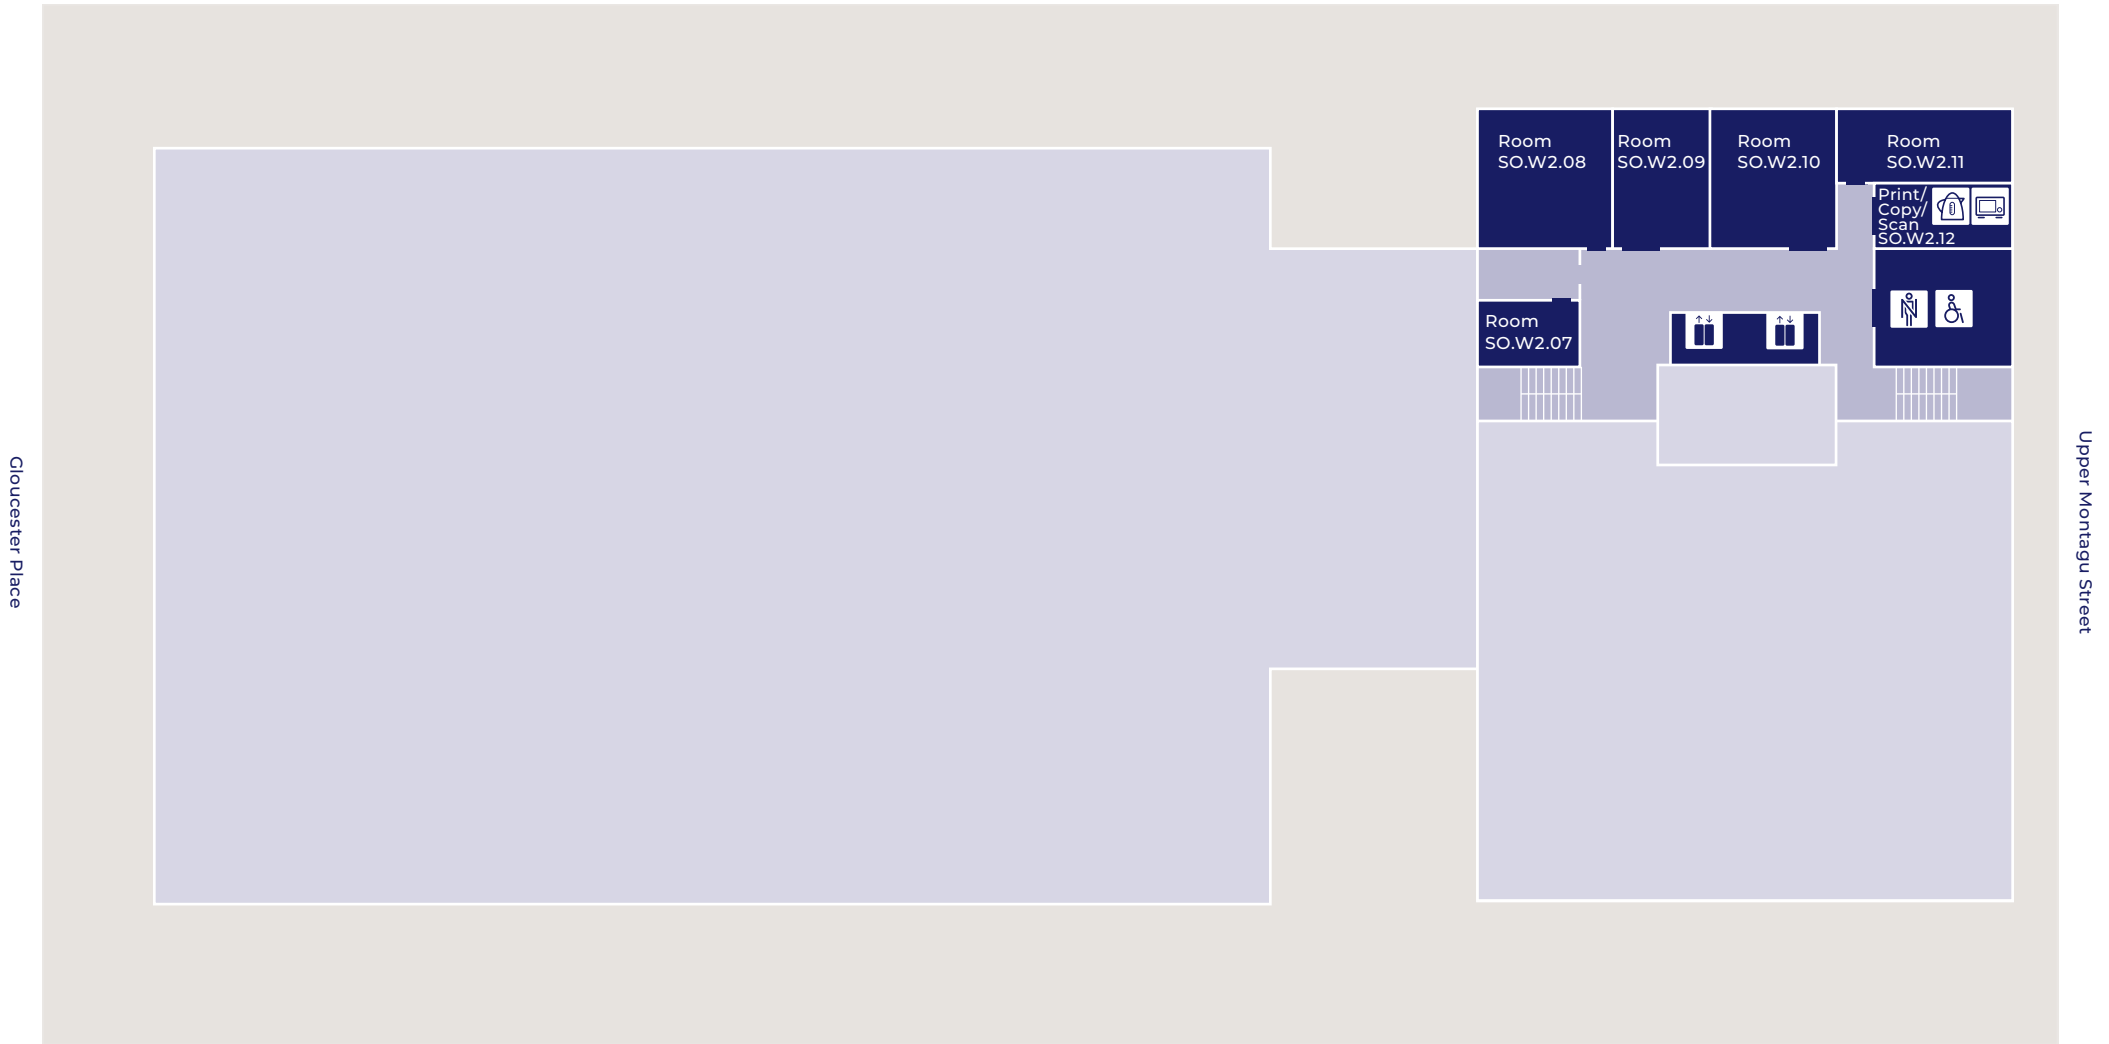 Room
SO.W2.08
Room
SO.W2.09
Room
SO.W2.10
Room
SO.W2.11
Print/
Copy/
Scan
SO.W2.12
Room
SO.W2.07
Gloucester Place
Upper Montagu Street